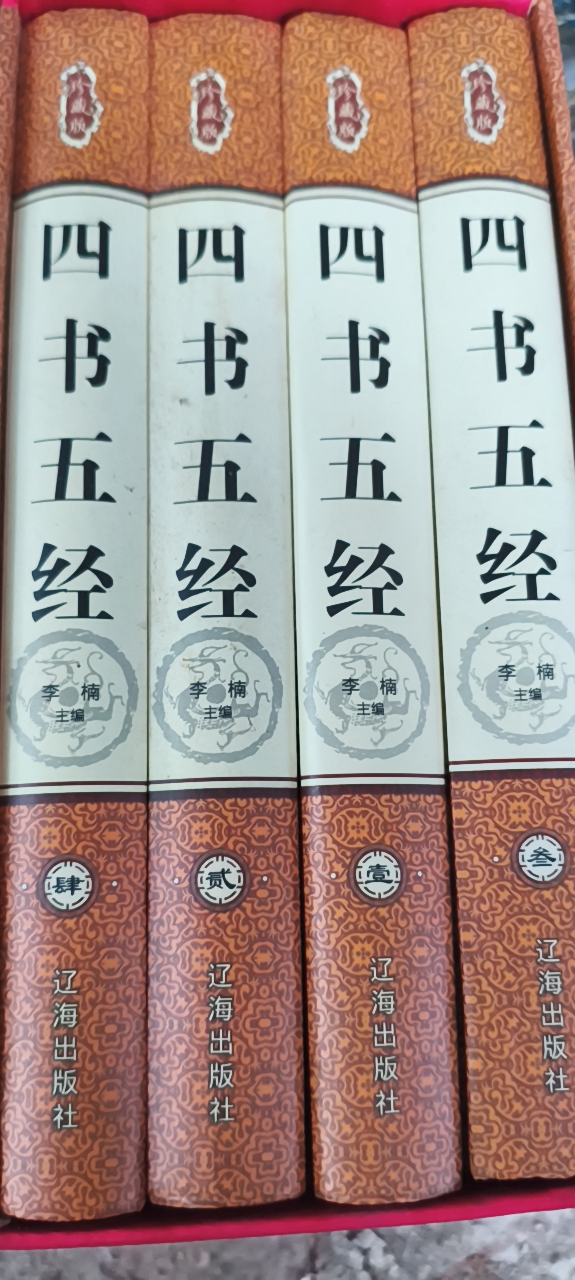 珍藏版
四书五经
李楠
主编
肆
辽海出版社
珍藏版
四书五经
李楠
主编
贰
辽海出版社
珍藏版
四书五经
李楠
主编
壹
辽海出版社
珍藏版
四书五经
李楠
主编
叁
辽海出版社